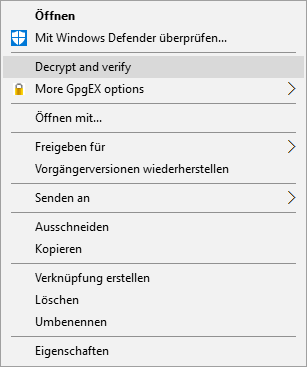 Öffnen
Mit Windows Defender überprüfen...
Decrypt and verify
More GpgEX options
Öffnen mit...
Freigeben für
Vorgängerversionen wiederherstellen
Senden an
Ausschneiden
Kopieren
Verknüpfung erstellen
Löschen
Umbenennen
Eigenschaften